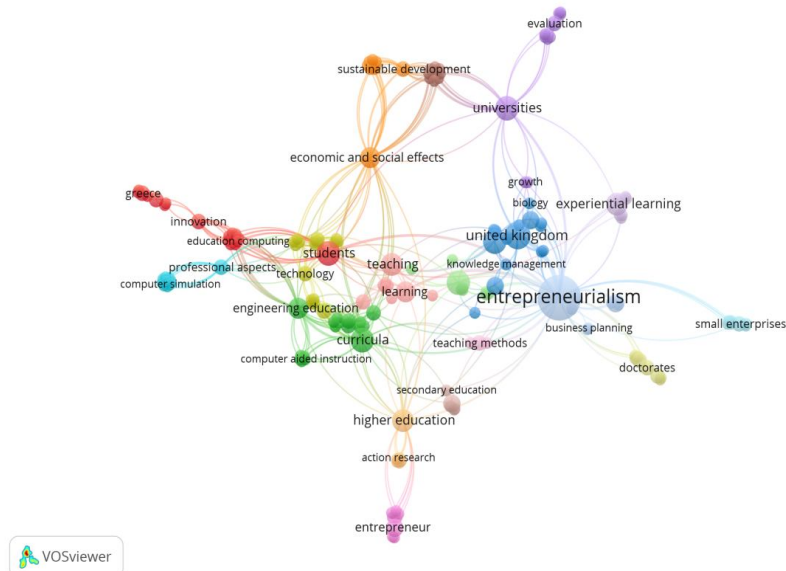 evaluation
sustainable development
universities
economic and social effects
growth
greece
biology
experiential learning
innovation
education computing
united kingdom
students
professional aspects
teaching
knowledge management
technology
computer simulation
learning
entrepreneurialism
engineering education
small enterprises
business planning
curricula
teaching methods
computer aided instruction
doctorates
secondary education
higher education
action research
entrepreneur
VOSviewer